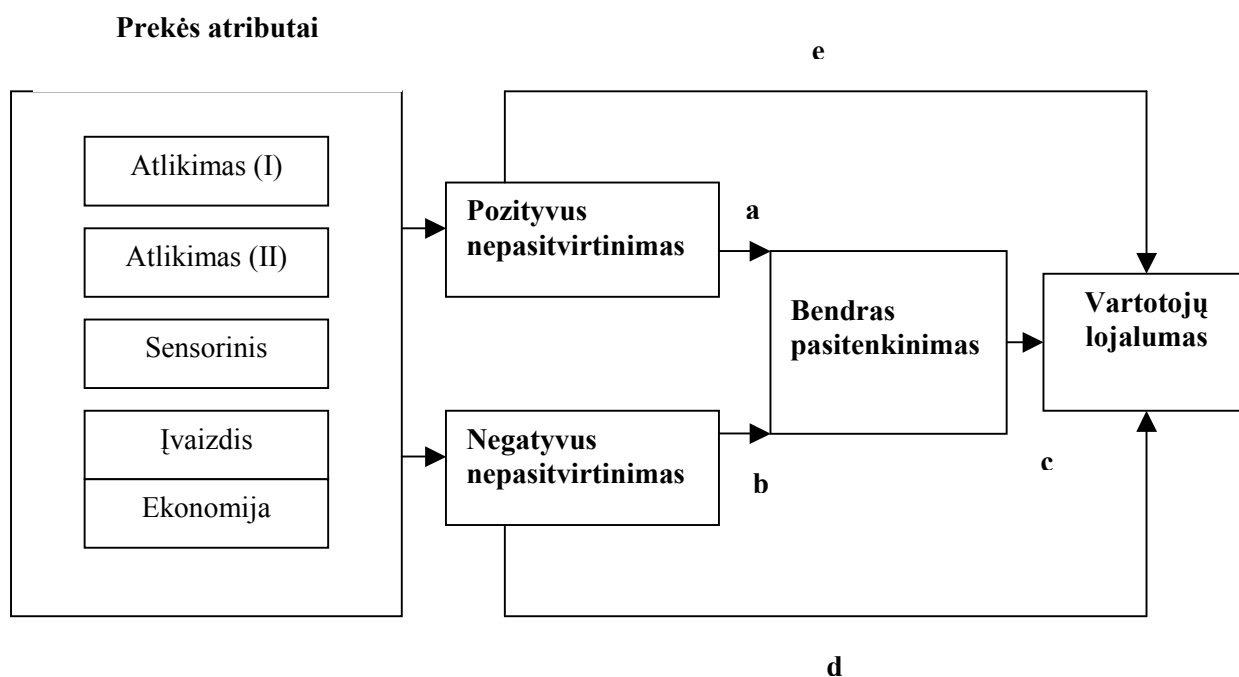 Prekės atributai
e
Atlikimas (I)
Atlikimas (II)
Sensorinis
Įvaizdis
Ekonomija
Pozityvus
nepasitvirtinimas
a
Negatyvus
nepasitvirtinimas
b
Bendras
pasitenkinimas
c
Vartotojų
lojalumas
d